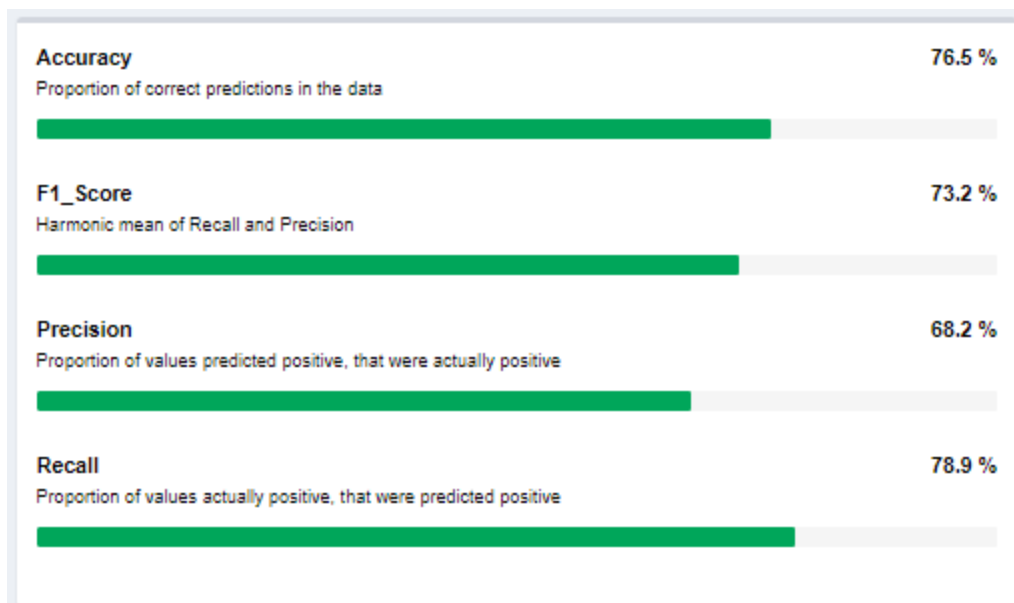 Accuracy 76.5 %
Proportion of correct predictions in the data
F1_Score 73.2 %
Harmonic mean of Recall and Precision
Precision 68.2 %
Proportion of values predicted positive, that were actually positive
Recall 78.9 %
Proportion of values actually positive, that were predicted positive